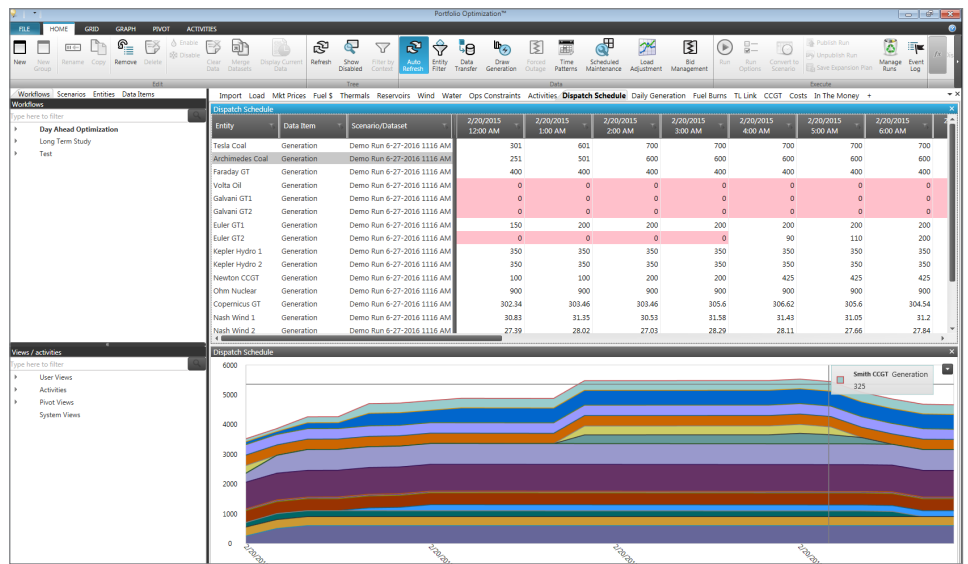 Portfolio Optimization™
FILE HOME GRID GRAPH PIVOT ACTIVITIES
New
New Group
Rename
Copy
Remove
Delete
Enable
Disable
Clear Data
Merge Datasets
Display Current Data
Refresh
Show Disabled
Filter by Context
Auto Refresh
Entity Filter
Data Transfer
Draw Generation
Forced Outage
Time Patterns
Scheduled Maintenance
Load Adjustment
Bid Management
Run
Run Options
Convert to Scenario
Publish Run
Unpublish Run
Save Expansion Plan
Manage Runs
Event Log
Edit Tree Data Execute
Workflows Scenarios Entities Data Items
Import Load Mkt Prices Fuel $ Thermals Reservoirs Wind Water Ops Constraints Activities Dispatch Schedule Daily Generation Fuel Burns TL Link CCGT Costs In The Money +
Workflows
Type here to filter
Day Ahead Optimization
Long Term Study
Test
Dispatch Schedule
Entity Data Item Scenario/Dataset 2/20/2015 12:00 AM 2/20/2015 1:00 AM 2/20/2015 2:00 AM 2/20/2015 3:00 AM 2/20/2015 4:00 AM 2/20/2015 5:00 AM 2/20/2015 6:00 AM
Tesla Coal Generation Demo Run 6-27-2016 1116 AM 301 601 700 700 700 700 700
Archimedes Coal Generation Demo Run 6-27-2016 1116 AM 251 501 600 600 600 600 600
Faraday GT Generation Demo Run 6-27-2016 1116 AM 400 400 400 400 400 400 400
Volta Oil Generation Demo Run 6-27-2016 1116 AM 0 0 0 0 0 0 0
Galvani GT1 Generation Demo Run 6-27-2016 1116 AM 0 0 0 0 0 0 0
Galvani GT2 Generation Demo Run 6-27-2016 1116 AM 0 0 0 0 0 0 0
Euler GT1 Generation Demo Run 6-27-2016 1116 AM 150 200 200 200 200 200 200
Euler GT2 Generation Demo Run 6-27-2016 1116 AM 0 0 0 0 90 110 200
Kepler Hydro 1 Generation Demo Run 6-27-2016 1116 AM 350 350 350 350 350 350 350
Kepler Hydro 2 Generation Demo Run 6-27-2016 1116 AM 350 350 350 350 350 350 350
Newton CCGT Generation Demo Run 6-27-2016 1116 AM 100 100 200 200 425 425 425
Ohm Nuclear Generation Demo Run 6-27-2016 1116 AM 900 900 900 900 900 900 900
Copernicus GT Generation Demo Run 6-27-2016 1116 AM 302.34 303.46 303.46 305.6 306.62 305.6 304.54
Nash Wind 1 Generation Demo Run 6-27-2016 1116 AM 30.83 31.35 30.53 31.58 31.43 31.05 31.2
Nash Wind 2 Generation Demo Run 6-27-2016 1116 AM 27.39 28.02 27.03 28.29 28.11 27.66 27.84
Views / activities
Type here to filter
User Views
Activities
Pivot Views
System Views
Dispatch Schedule
6000
5000
4000
3000
2000
1000
0
Smith CCGT Generation
325